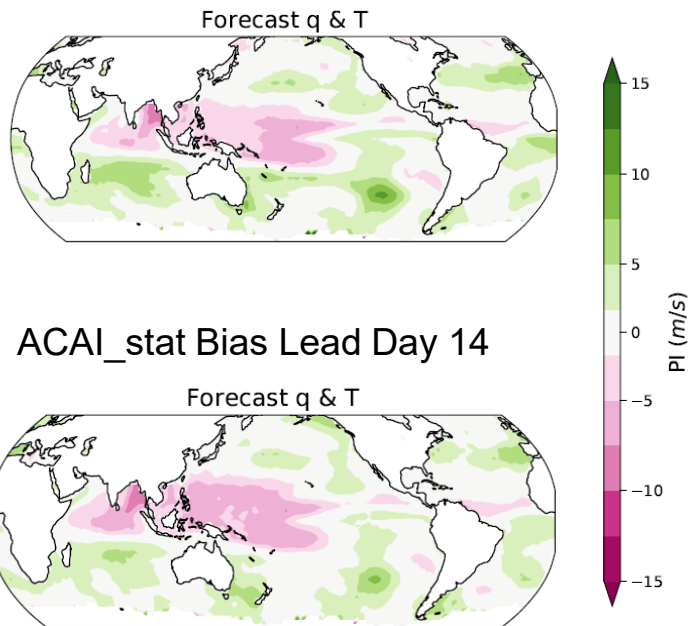 Forecast q & T
15
10
5
0
−5
−10
−15
PI (m/s)
ACAI_stat Bias Lead Day 14
Forecast q & T